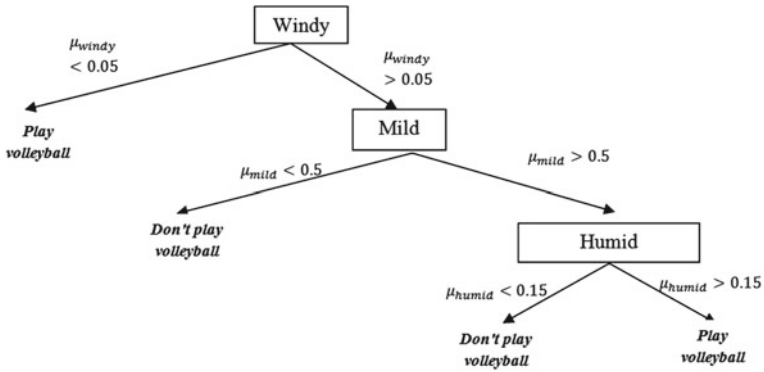 Windy
μwindy
< 0.05
μwindy
> 0.05
Play
volleyball
Mild
μmild < 0.5
μmild > 0.5
Don't play
volleyball
Humid
μhumid < 0.15
μhumid > 0.15
Don't play
volleyball
Play
volleyball